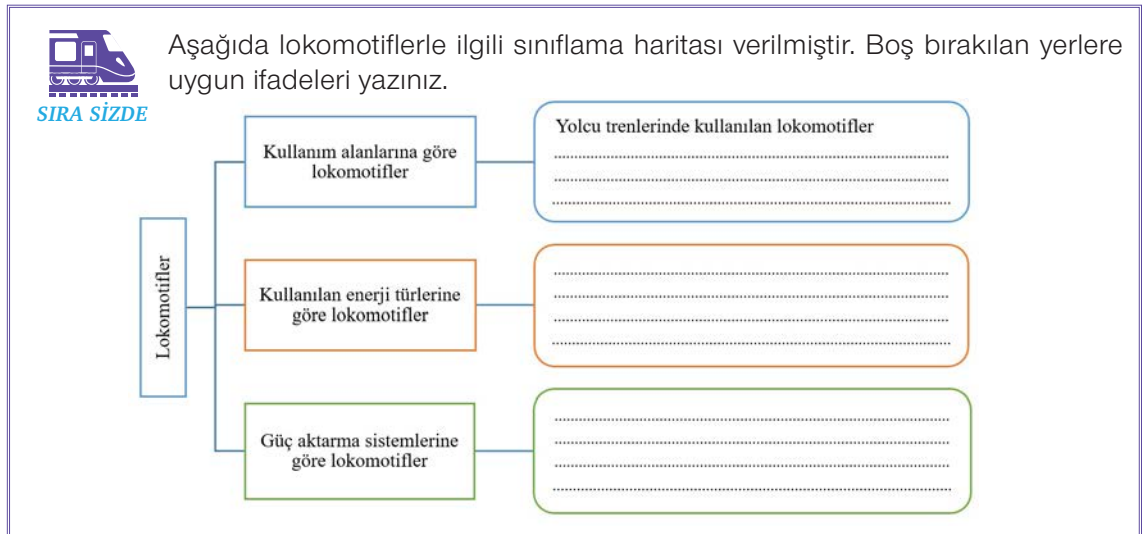 Aşağıda lokomotiflerle ilgili sınıflama haritası verilmiştir. Boş bırakılan yerlere
uygun ifadeleri yazınız.
SIRA SİZDE
Lokomotifler
Kullanım alanlarına göre
lokomotifler
Yolcu trenlerinde kullanılan lokomotifler
Kullanılan enerji türlerine
göre lokomotifler
Güç aktarma sistemlerine
göre lokomotifler